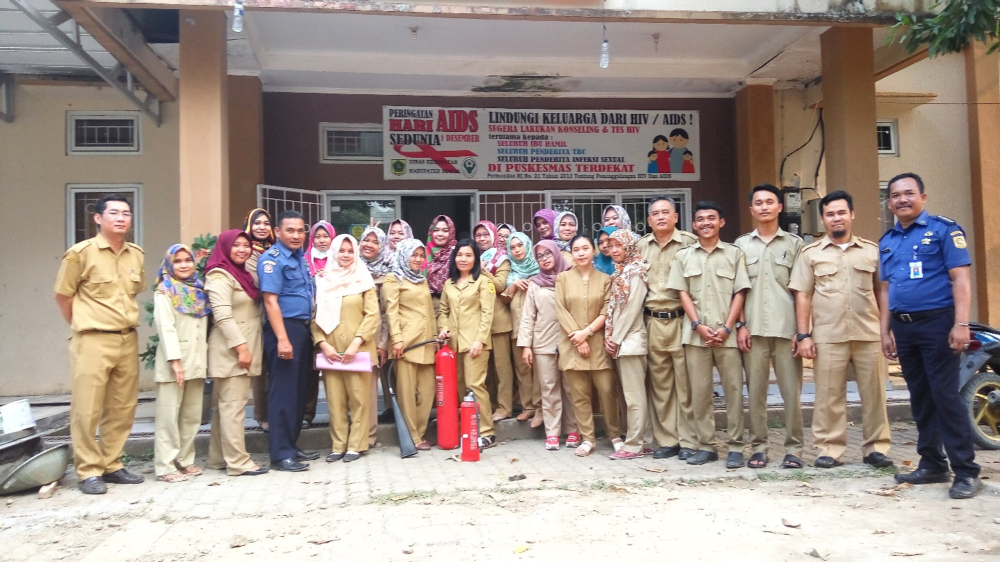 PERINGATAN
HARI AIDS
SEDUNIA 1 DESEMBER
DINAS KESEHATAN
KABUPATEN BOGOR
LINDUNGI KELUARGA DARI HIV / AIDS !
SEGERA LAKUKAN KONSELING & TES HIV
terutama kepada :
SELURUH IBU HAMIL
SELURUH PENDERITA TBC
SELURUH PENDERITA INFEKSI SEXUAL
DI PUSKESMAS TERDEKAT
Permenkes RI No. 21 Tahun 2013 Tentang Penanggulangan HIV Dan AIDS